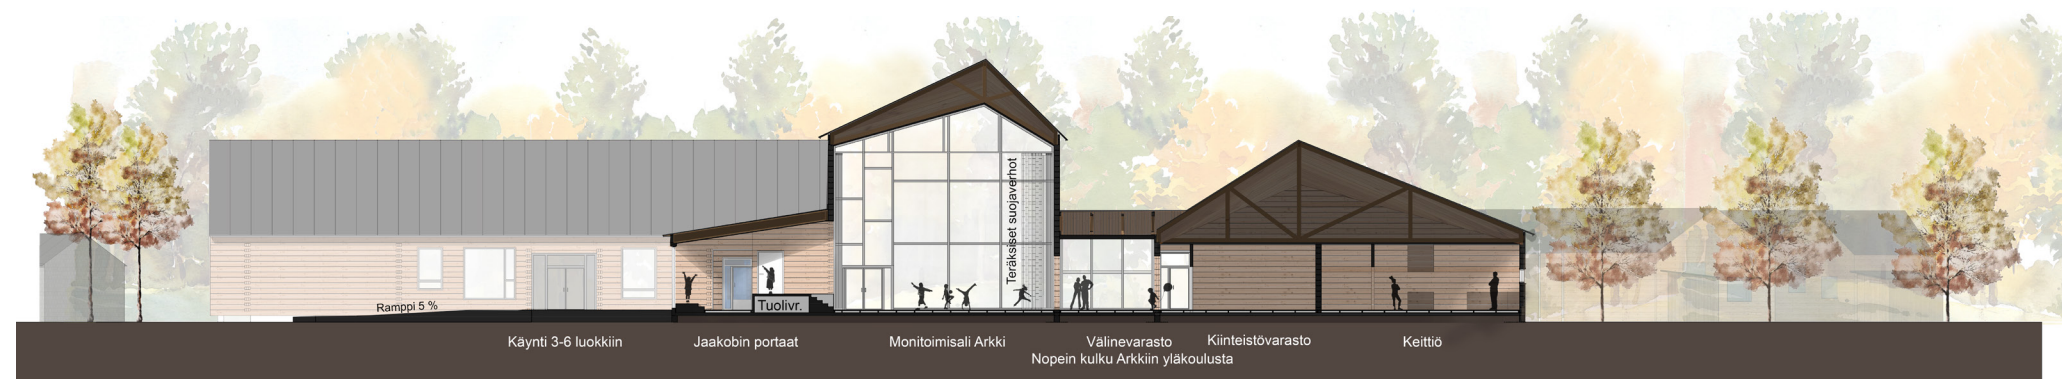 Teräksiset suojaverhot
Ramppi 5 %
Tuolivr.
Käynti 3-6 luokkiin
Jaakobin portaat
Monitoimisali Arkki
Välinevarasto
Nopein kulku Arkkiin yläkoulusta
Kiinteistövarasto
Keittiö